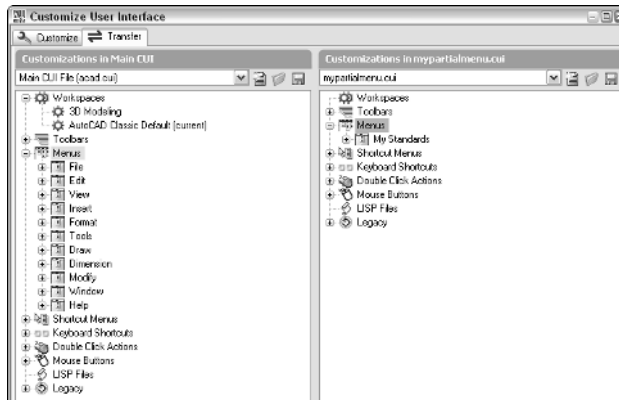 Customize User Interface
Customize Transfer
Customizations in Main CUI
Main CUI File (acad.cui)
Workspaces
3D Modeling
AutoCAD Classic Default (current)
Toolbars
Menus
File
Edit
View
Insert
Format
Tools
Draw
Dimension
Modify
Window
Help
Shortcut Menus
Keyboard Shortcuts
Double Click Actions
Mouse Buttons
LISP Files
Legacy
Customizations in mypartialmenu.cui
mypartialmenu.cui
Workspaces
Toolbars
Menus
My Standards
Shortcut Menus
Keyboard Shortcuts
Double Click Actions
Mouse Buttons
LISP Files
Legacy